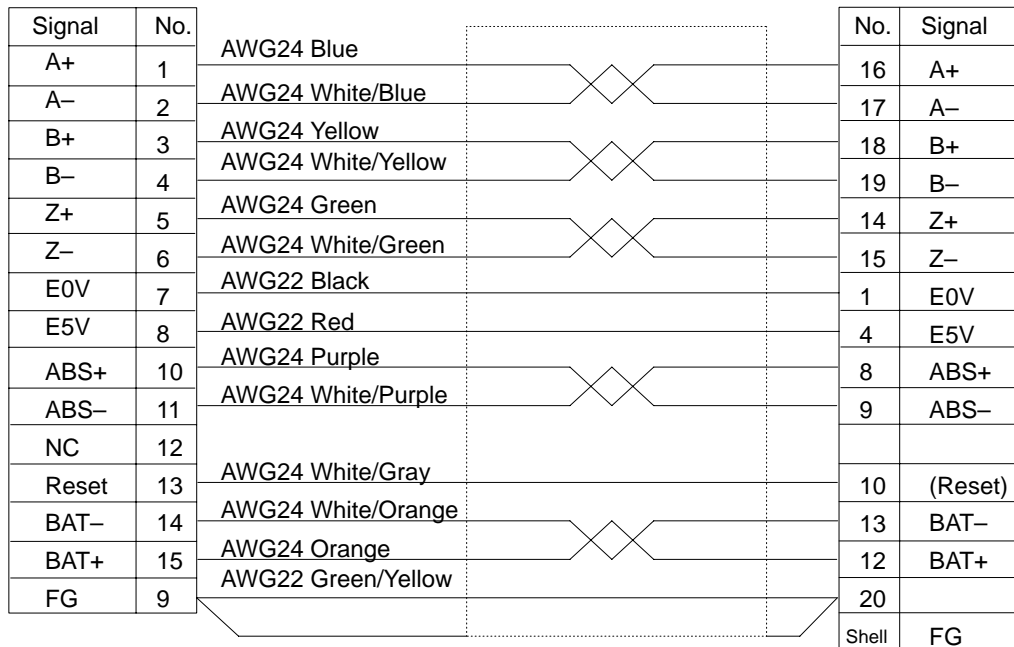 Signal No. No. Signal
A+ 1 AWG24 Blue 16 A+
A– 2 AWG24 White/Blue 17 A–
B+ 3 AWG24 Yellow 18 B+
B– 4 AWG24 White/Yellow 19 B–
Z+ 5 AWG24 Green 14 Z+
Z– 6 AWG24 White/Green 15 Z–
E0V 7 AWG22 Black 1 E0V
E5V 8 AWG22 Red 4 E5V
ABS+ 10 AWG24 Purple 8 ABS+
ABS– 11 AWG24 White/Purple 9 ABS–
NC 12
Reset 13 AWG24 White/Gray 10 (Reset)
BAT– 14 AWG24 White/Orange 13 BAT–
BAT+ 15 AWG24 Orange 12 BAT+
FG 9 AWG22 Green/Yellow 20
Shell FG